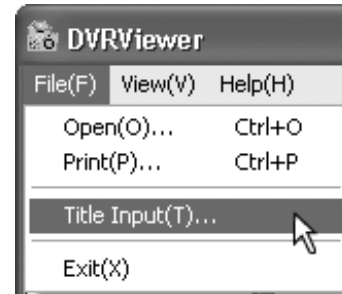 DVRViewer
File(F) View(V) Help(H)
Open(O)... Ctrl+O
Print(P)... Ctrl+P
Title Input(T)...
Exit(X)